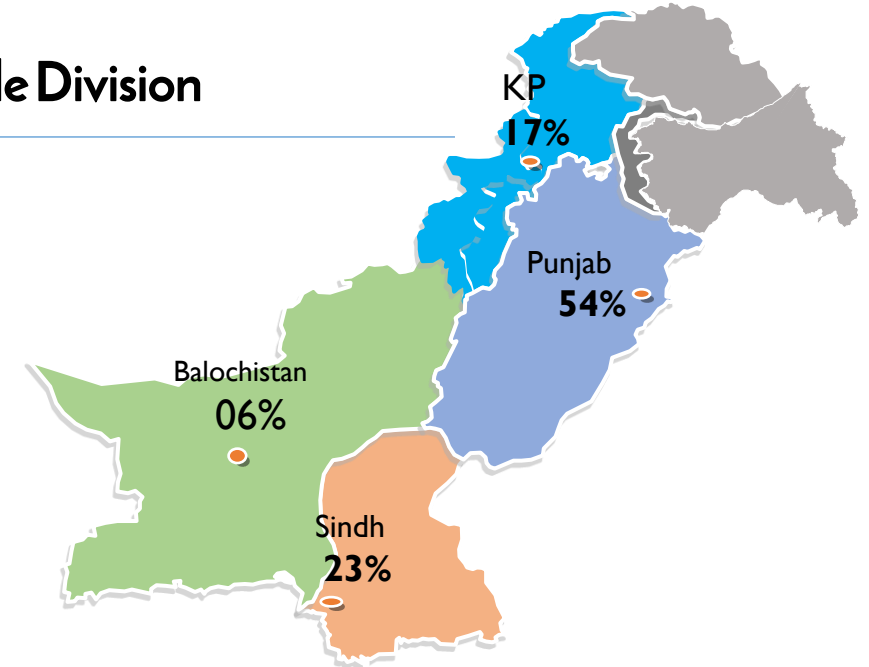 le Division
KP
17%
Punjab
54%
Balochistan
06%
Sindh
23%